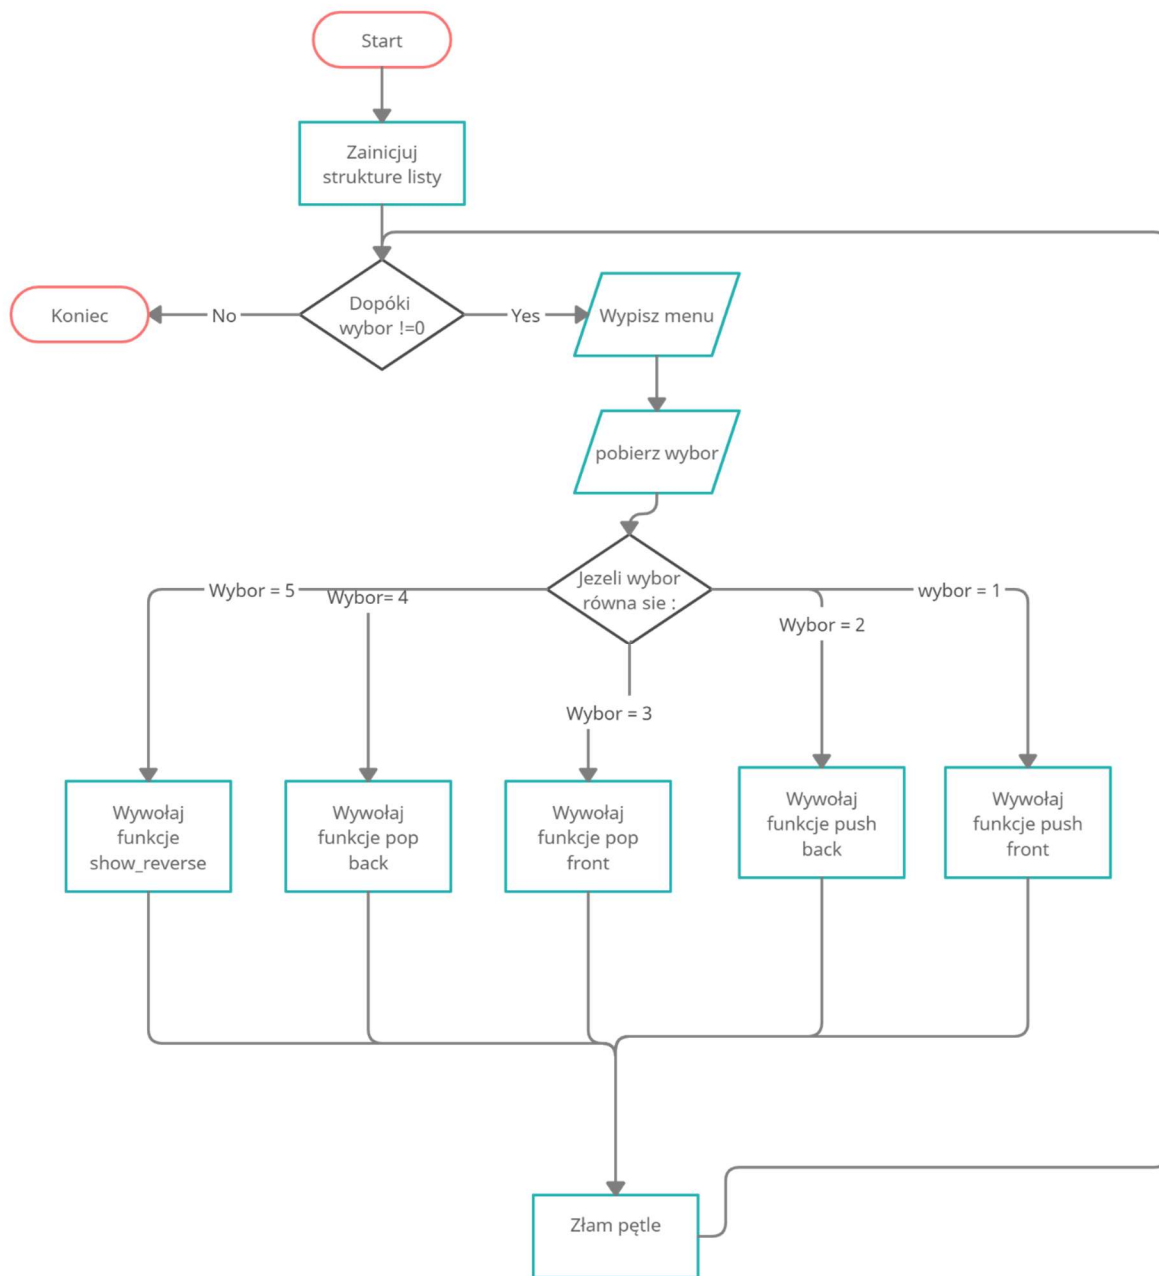 Start
Zainicjuj
strukture listy
Dopóki
wybor !=0
No
Koniec
Yes
Wypisz menu
pobierz wybor
Jezeli wybor
równa sie :
Wybor = 5
Wybor= 4
Wybor = 3
Wybor = 2
wybor = 1
Wywołaj
funkcje
show_reverse
Wywołaj
funkcje pop
back
Wywołaj
funkcje pop
front
Wywołaj
funkcje push
back
Wywołaj
funkcje push
front
Złam pętle